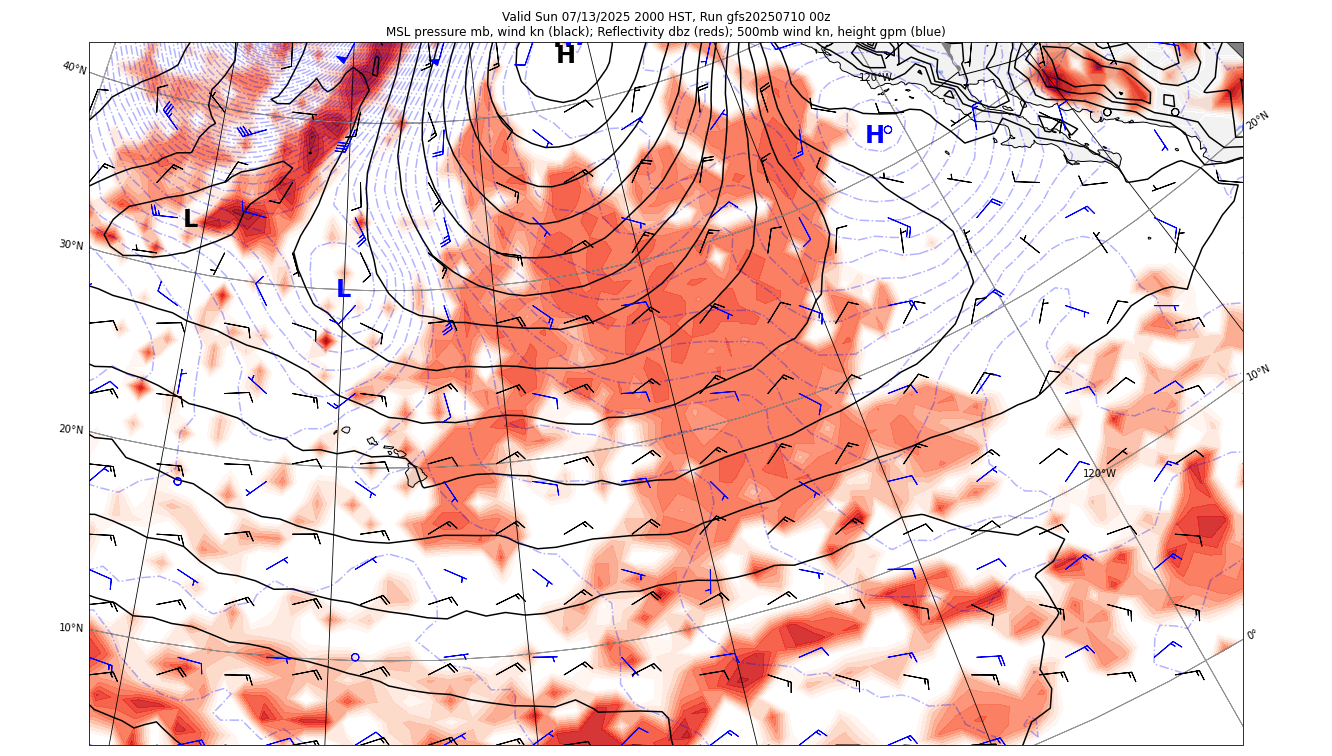 Valid Sun 07/13/2025 2000 HST, Run gfs20250710 00z
MSL pressure mb, wind kn (black); Reflectivity dbz (reds); 500mb wind kn, height gpm (blue)
H
40°N
120°W
20°N
H
L
30°N
L
10°N
20°N
120°W
10°N
0°